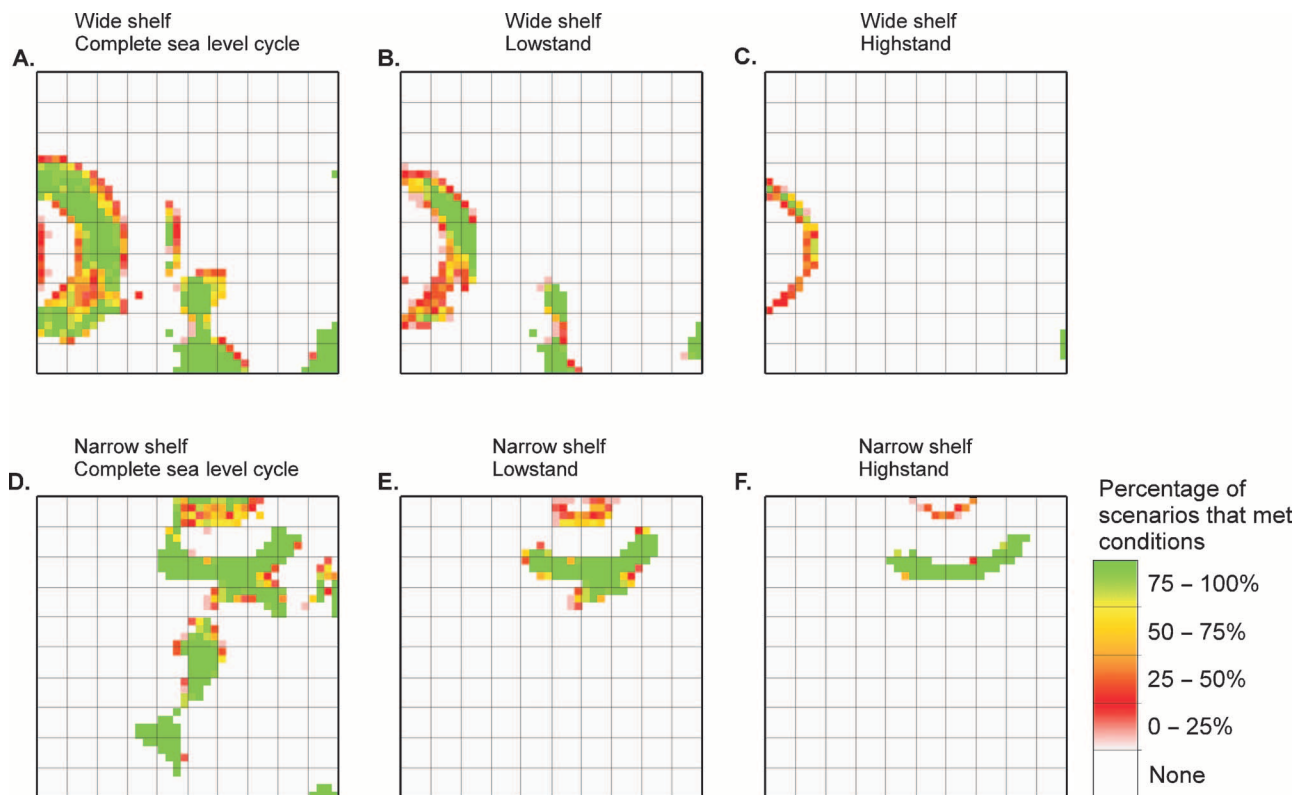 Wide shelf
Complete sea level cycle
A.
Wide shelf
Lowstand
B.
Wide shelf
Highstand
C.
Narrow shelf
Complete sea level cycle
D.
Narrow shelf
Lowstand
E.
Narrow shelf
Highstand
F.
Percentage of
scenarios that met
conditions
75 – 100%
50 – 75%
25 – 50%
0 – 25%
None